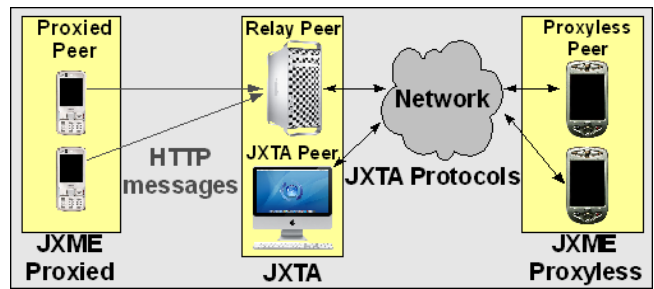 Proxied
Peer
HTTP
messages
JXME
Proxied
Relay Peer
JXTA Peer
JXTA
Network
JXTA Protocols
Proxyless
Peer
JXME
Proxyless